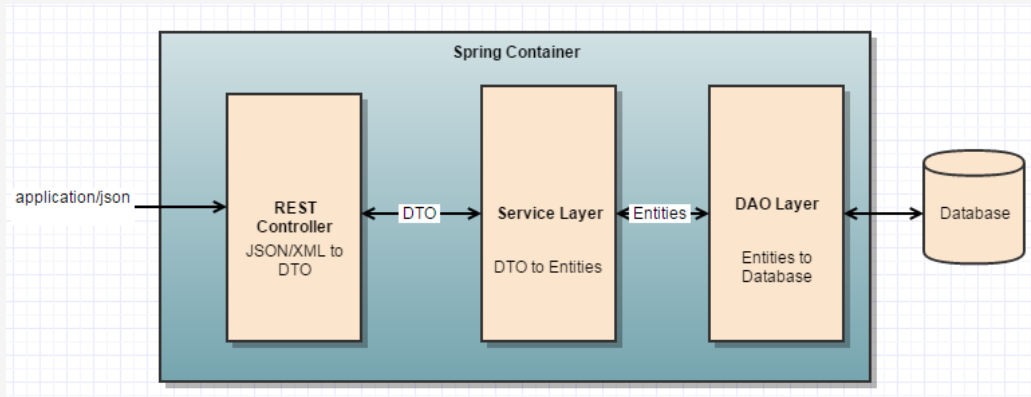 Spring Container
application/json
REST
Controller
JSON/XML to
DTO
DTO
Service Layer
DTO to Entities
Entities
DAO Layer
Entities to
Database
Database